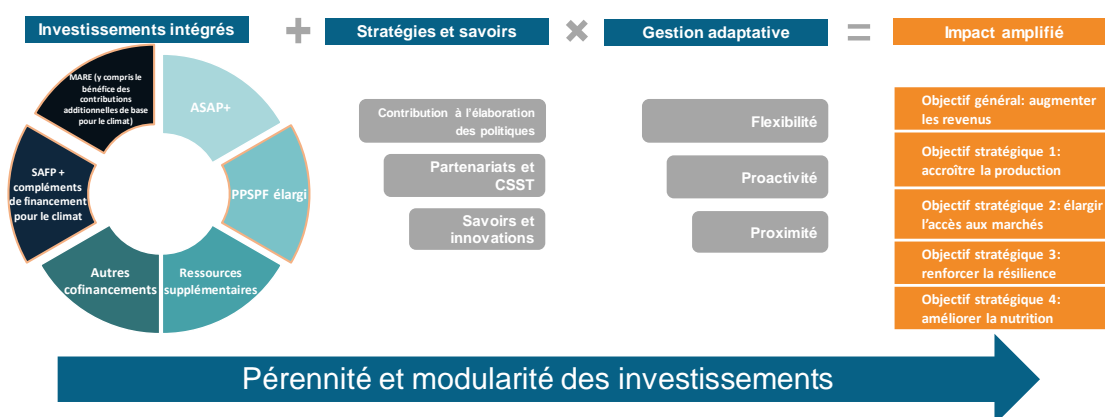 Investissements intégrés
+
Stratégies et savoirs
×
Gestion adaptative
=
Impact amplifié
MARE (y compris le
bénéfice des
contributions
additionnelles de base
pour le climat)
ASAP+
PPSPF élargi
Ressources
supplémentaires
Autres
cofinancements
SAFP +
compléments
de financement
pour le climat
Contribution à l'élaboration
des politiques
Partenariats et
CSST
Savoirs et
innovations
Flexibilité
Proactivité
Proximité
Objectif général: augmenter
les revenus
Objectif stratégique 1:
accroître la production
Objectif stratégique 2: élargir
l'accès aux marchés
Objectif stratégique 3:
renforcer la résilience
Objectif stratégique 4:
améliorer la nutrition
Pérennité et modularité des investissements